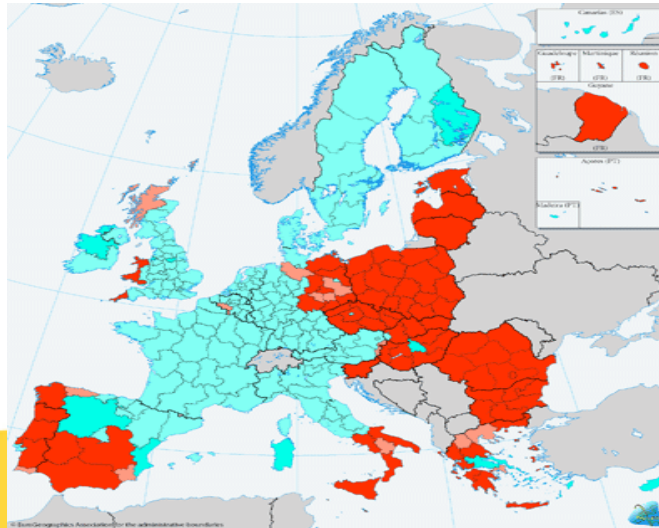 Canarias (ES)
Guadeloupe Martinique Réunion
(FR) (FR) (FR)
Guyane
(FR)
Açores (PT)
Madeira (PT)
© EuroGeographics Association for the administrative boundaries